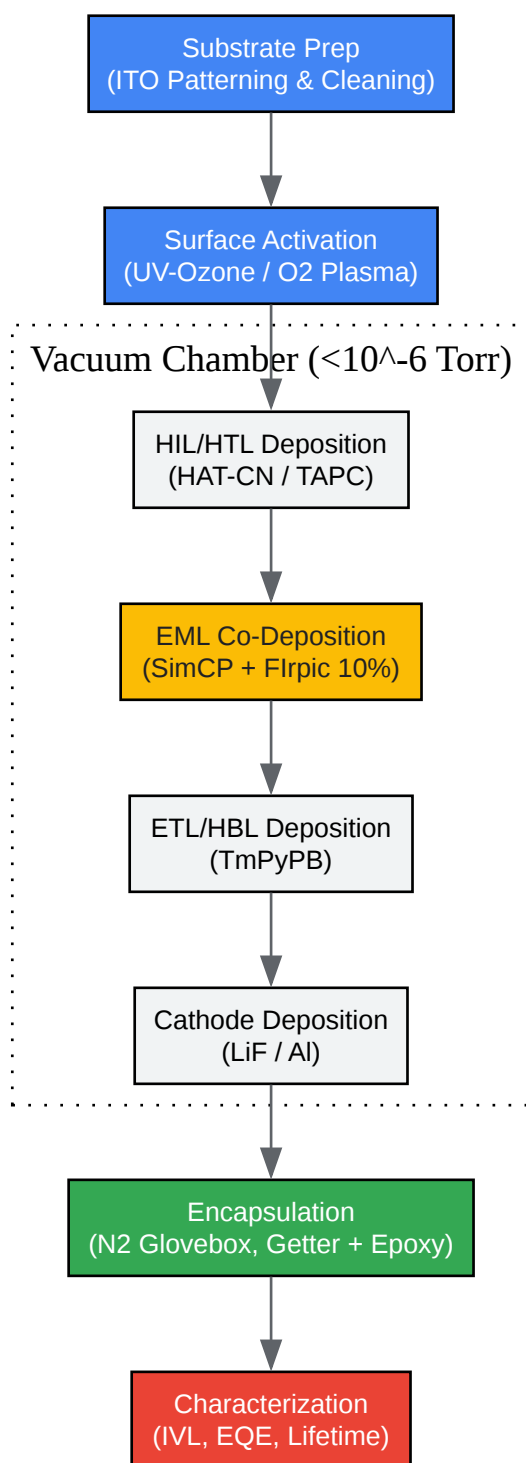 Substrate Prep
(ITO Patterning & Cleaning)
Surface Activation
(UV-Ozone / O2 Plasma)
Vacuum Chamber (<10^-6 Torr)
HIL/HTL Deposition
(HAT-CN / TAPC)
EML Co-Deposition
(SimCP + FIrpic 10%)
ETL/HBL Deposition
(TmPyPB)
Cathode Deposition
(LiF / Al)
Encapsulation
(N2 Glovebox, Getter + Epoxy)
Characterization
(IVL, EQE, Lifetime)